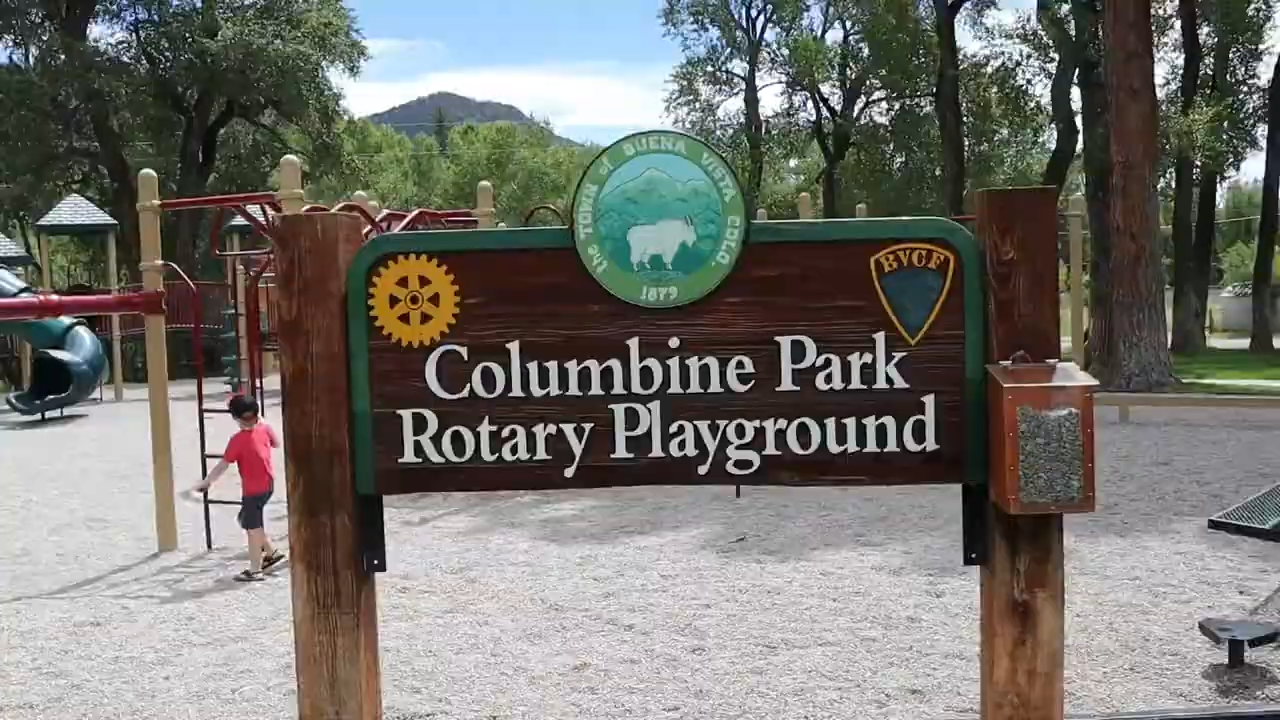 the TOWN of BUENA VISTA COLO
1879
BVCF
Columbine Park
Rotary Playground